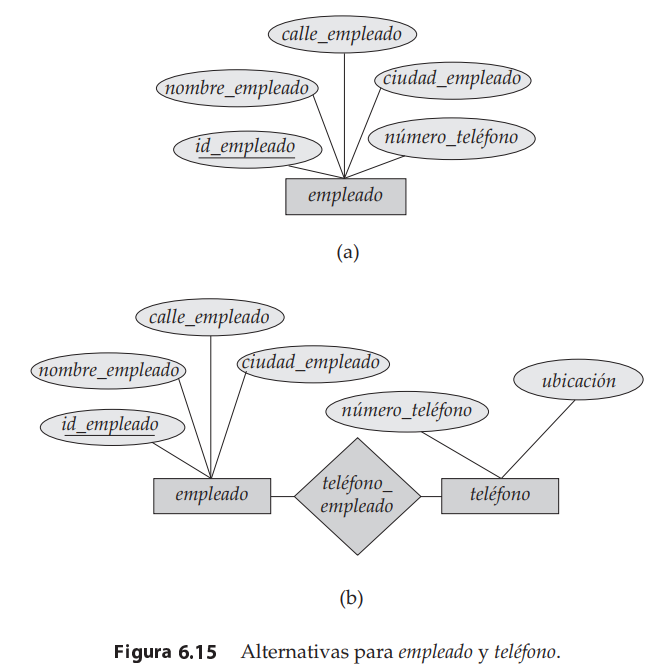 calle_empleado
nombre_empleado
ciudad_empleado
id_empleado
número_teléfono
empleado
(a)
calle_empleado
nombre_empleado
ciudad_empleado
ubicación
id_empleado
número_teléfono
empleado
teléfono_
empleado
teléfono
(b)
Figura 6.15 Alternativas para empleado y teléfono.